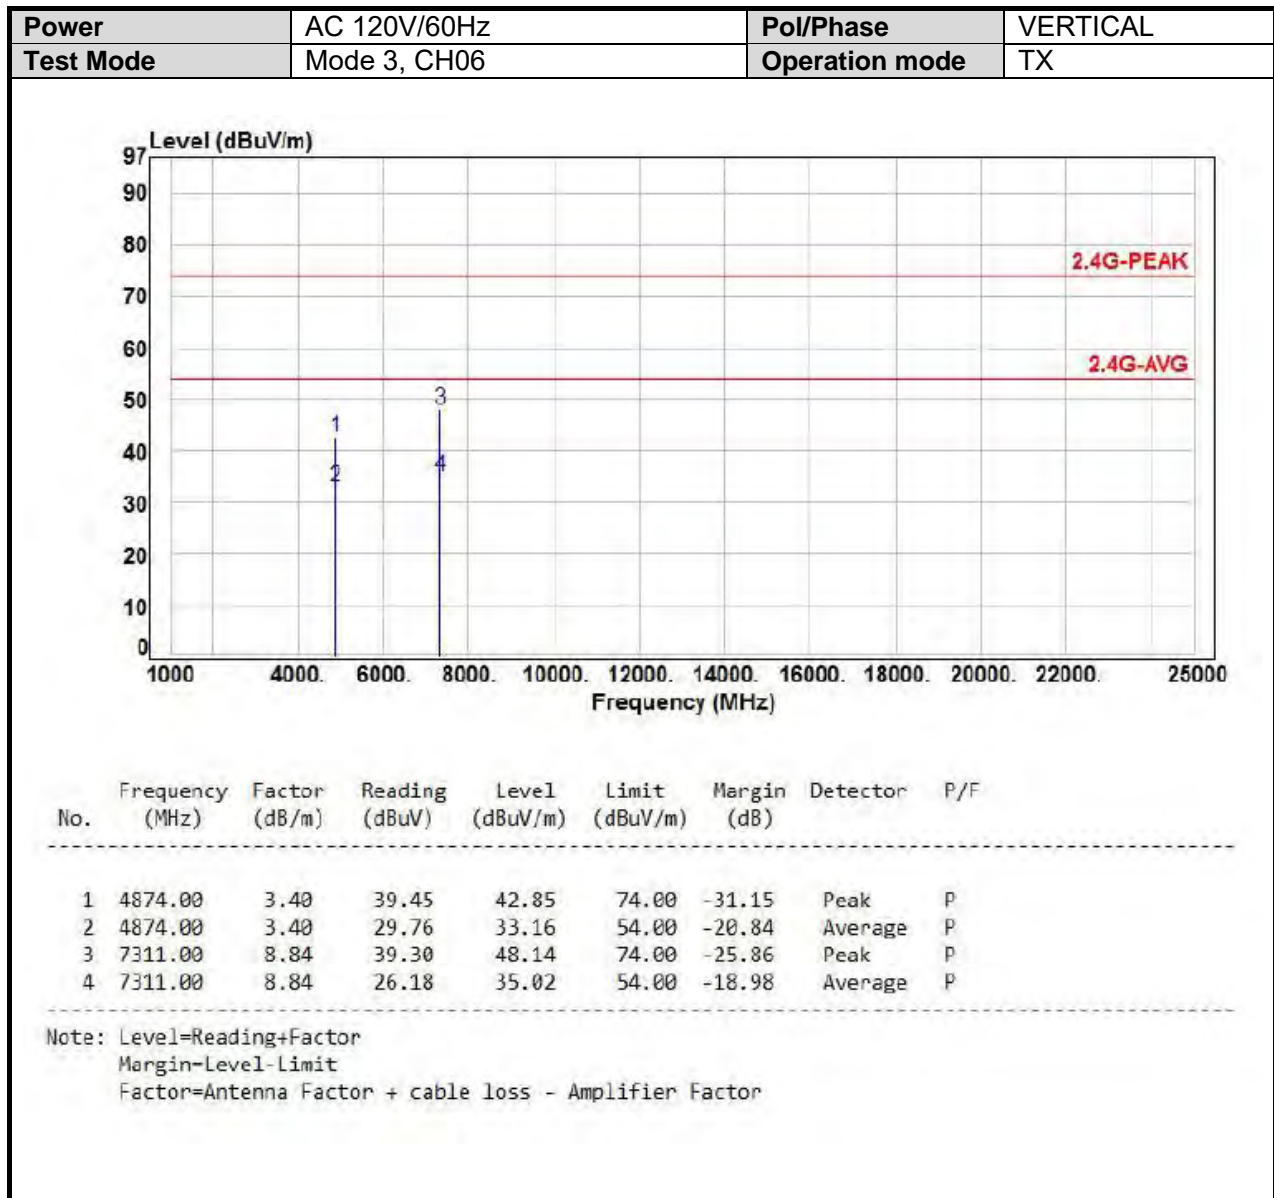 Power AC 120V/60Hz Pol/Phase VERTICAL
Test Mode Mode 3, CH06 Operation mode TX
Level (dBuV/m)
97
90
80
2.4G-PEAK
70
60
2.4G-AVG
50
3
1
40
4
2
30
20
10
0
1000 4000. 6000. 8000. 10000. 12000. 14000. 16000. 18000. 20000. 22000. 25000
Frequency (MHz)
Frequency Factor Reading Level Limit Margin Detector P/F
No. (MHz) (dB/m) (dBuV) (dBuV/m) (dBuV/m) (dB)
1 4874.00 3.40 39.45 42.85 74.00 -31.15 Peak P
2 4874.00 3.40 29.76 33.16 54.00 -20.84 Average P
3 7311.00 8.84 39.30 48.14 74.00 -25.86 Peak P
4 7311.00 8.84 26.18 35.02 54.00 -18.98 Average P
Note: Level=Reading+Factor
Margin=Level-Limit
Factor=Antenna Factor + cable loss - Amplifier Factor